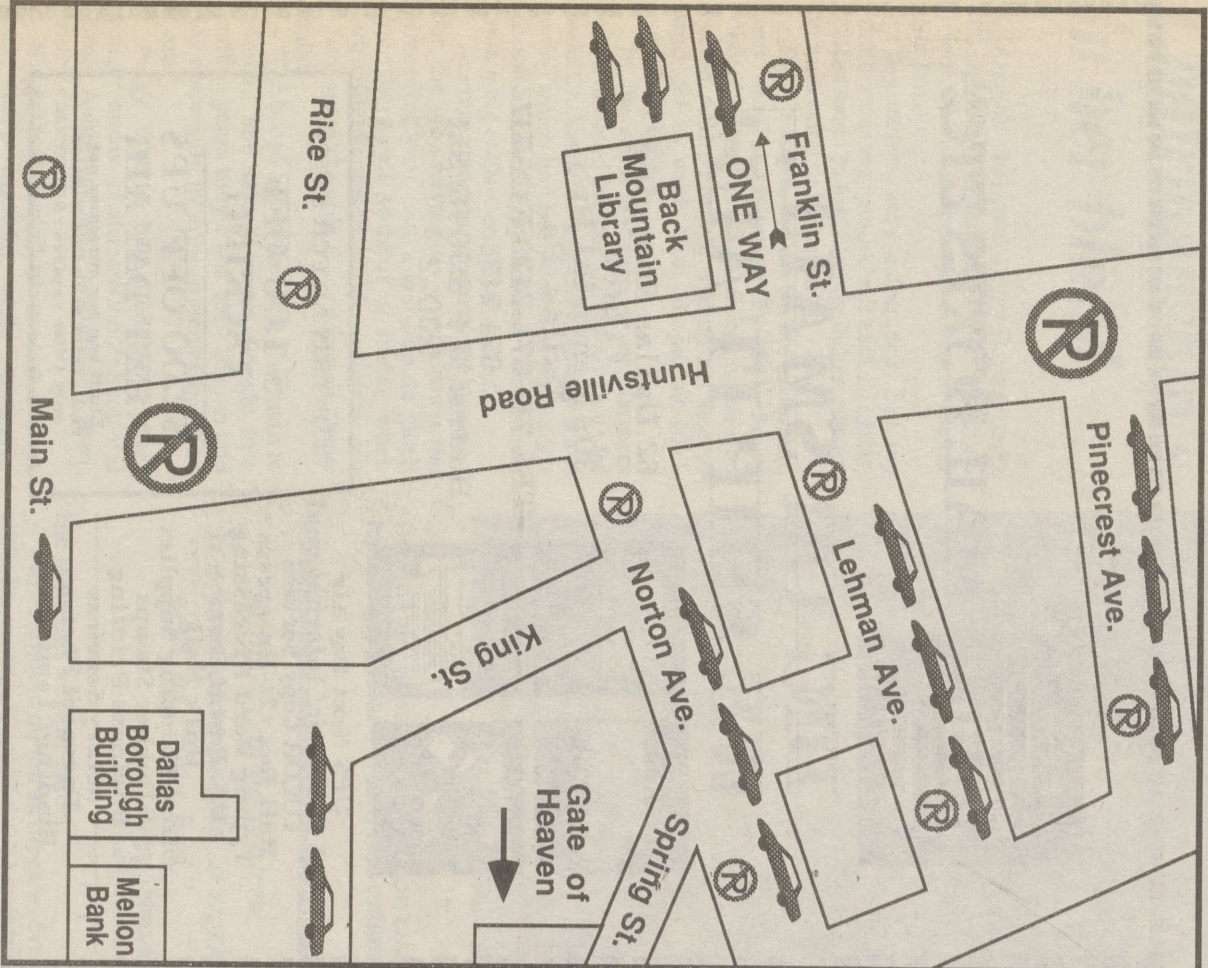 P
Pinecrest Ave.
P
P
Lehman Ave.
P
Franklin St.
P
ONE WAY
P
Back
Mountain
Library
Norton Ave.
Spring St.
P
Huntsville Road
Gate of
Heaven
King St.
Rice St.
P
P
Dallas
Borough
Building
Mellon
Bank
P
Main St.